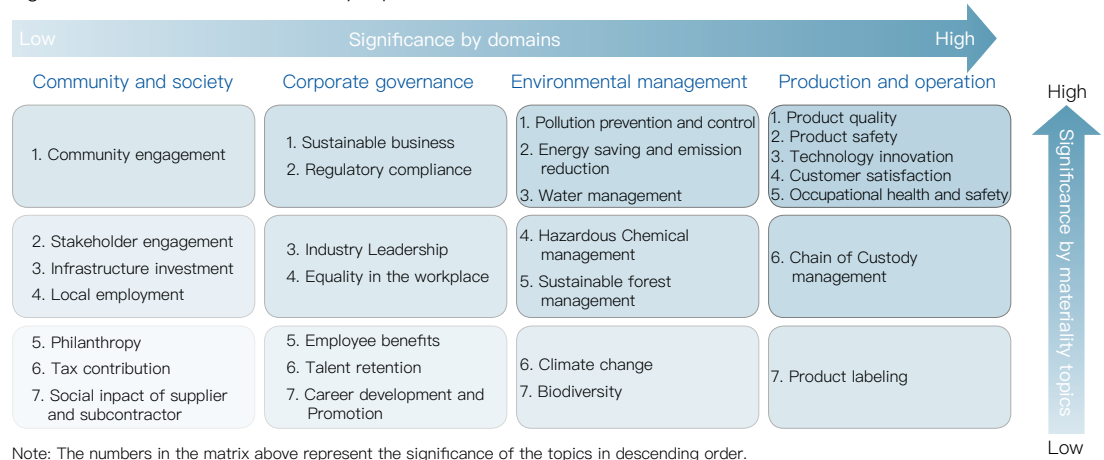 Low
Significance by domains
High
Community and society
Corporate governance
Environmental management
Production and operation
High
1. Community engagement
1. Sustainable business
2. Regulatory compliance
1. Pollution prevention and control
2. Energy saving and emission
reduction
3. Water management
1. Product quality
2. Product safety
3. Technology innovation
4. Customer satisfaction
5. Occupational health and safety
2. Stakeholder engagement
3. Infrastructure investment
4. Local employment
3. Industry Leadership
4. Equality in the workplace
4. Hazardous Chemical
management
5. Sustainable forest
management
6. Chain of Custody
management
5. Philanthropy
6. Tax contribution
7. Social inpact of supplier
and subcontractor
5. Employee benefits
6. Talent retention
7. Career development and
Promotion
6. Climate change
7. Biodiversity
7. Product labeling
Significance by materiality topics
Low
Note: The numbers in the matrix above represent the significance of the topics in descending order.